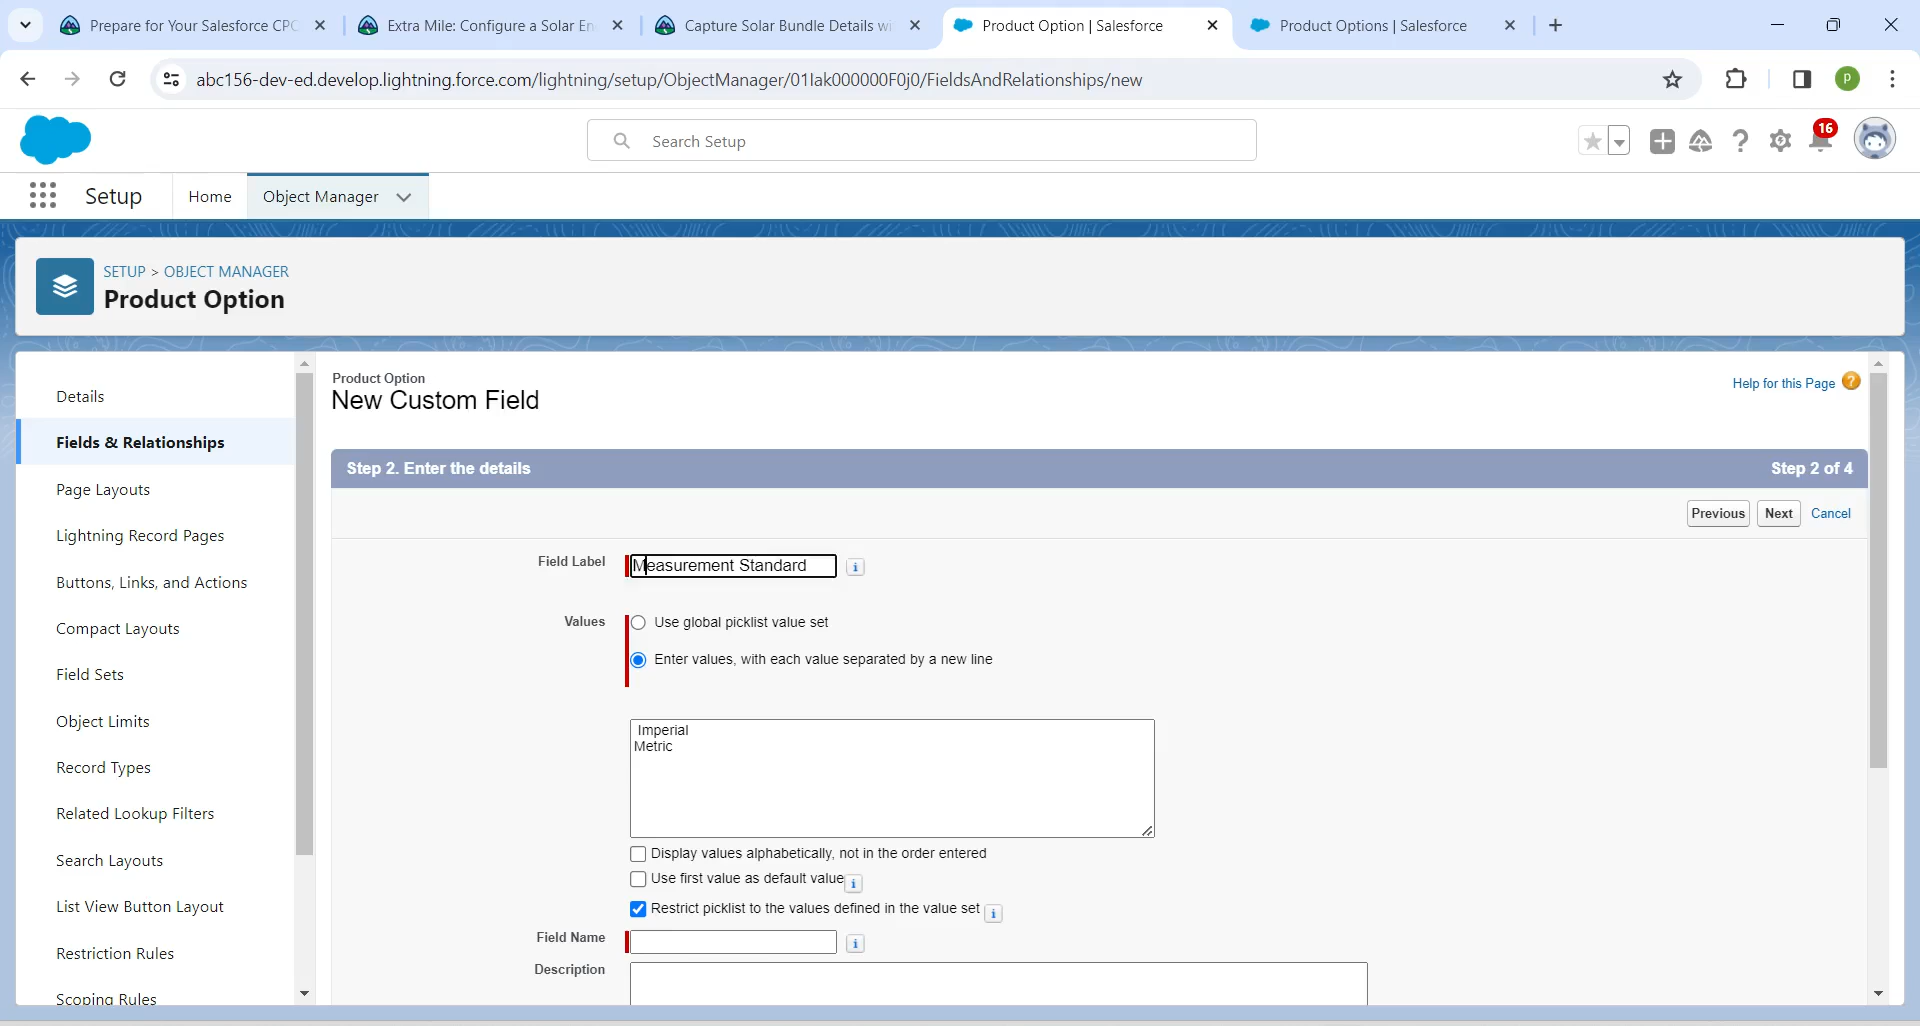 Prepare for Your Salesforce CPC
Extra Mile: Configure a Solar En
Capture Solar Bundle Details wi
Product Option | Salesforce
Product Options | Salesforce
abc156-dev-ed.develop.lightning.force.com/lightning/setup/ObjectManager/01Iak000000F0j0/FieldsAndRelationships/new
P
Search Setup
16
Setup
Home
Object Manager
SETUP > OBJECT MANAGER
Product Option
Details
Fields & Relationships
Page Layouts
Lightning Record Pages
Buttons, Links, and Actions
Compact Layouts
Field Sets
Object Limits
Record Types
Related Lookup Filters
Search Layouts
List View Button Layout
Restriction Rules
Scoping Rules
Product Option
New Custom Field
Help for this Page ?
Step 2. Enter the details
Step 2 of 4
Previous Next Cancel
Field Label Measurement Standard i
Values Use global picklist value set
Enter values, with each value separated by a new line
Imperial
Metric
Display values alphabetically, not in the order entered
Use first value as default value i
Restrict picklist to the values defined in the value set i
Field Name i
Description